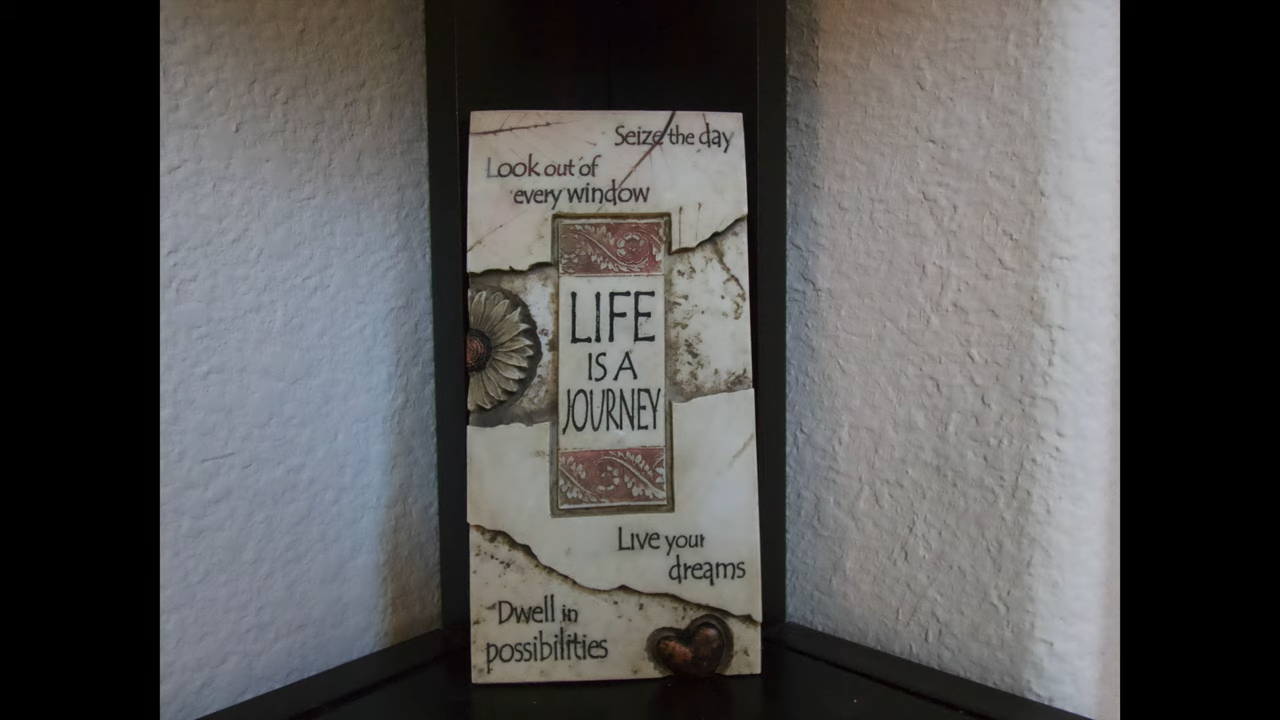 Seize the day
Look out of
every window
LIFE
IS A
JOURNEY
Live your
dreams
Dwell in
possibilities